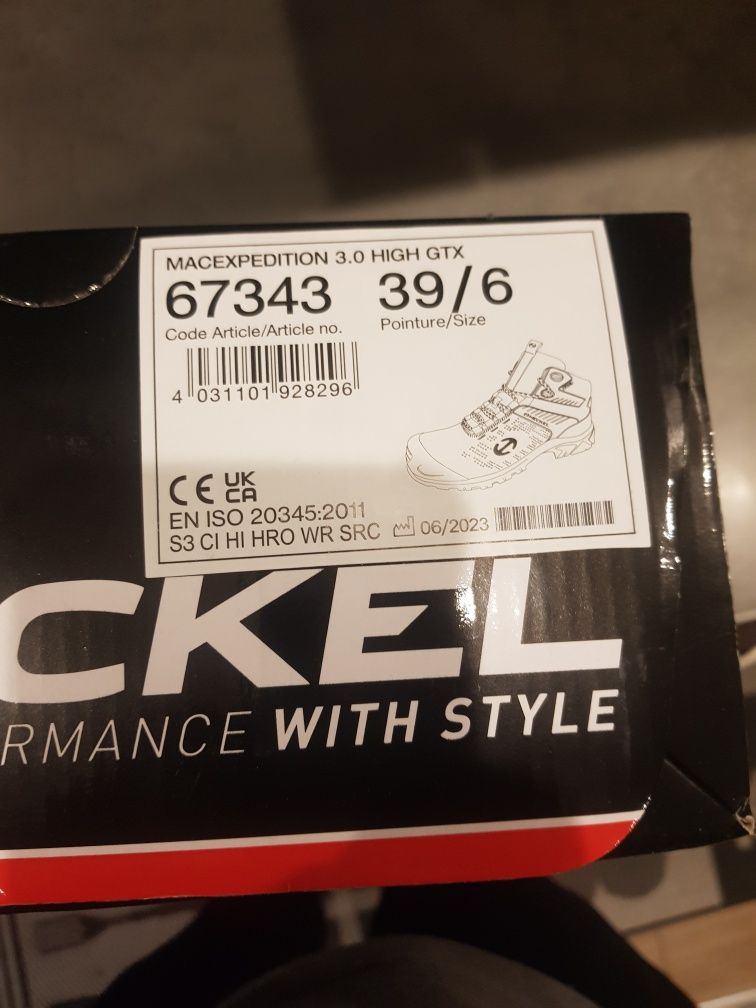 MACEXPEDITION 3.0 HIGH GTX
67343 39/6
Code Article/Article no. Pointure/Size
4 031101 928296
CE UK
CA
EN ISO 20345:2011
S3 CI HI HRO WR SRC 06/2023
CKEL
RMANCE WITH STYLE